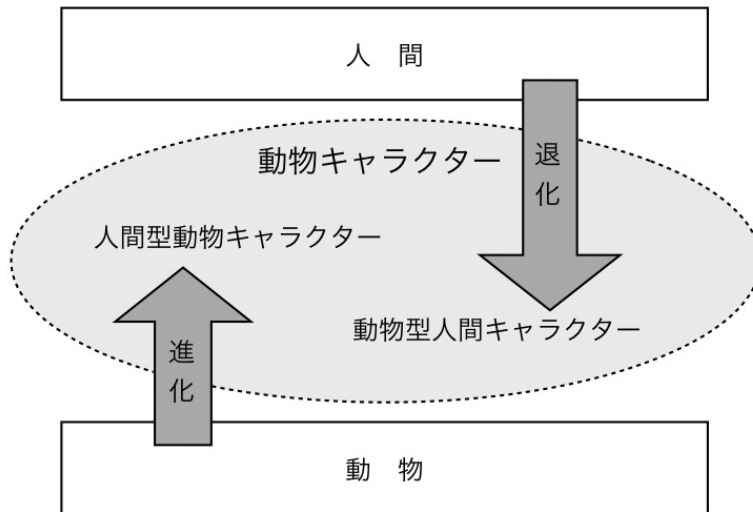 人　間
動物キャラクター
退化
人間型動物キャラクター
動物型人間キャラクター
進化
動　物